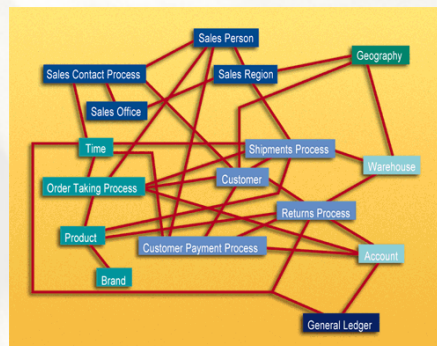 Sales Person
Geography
Sales Contact Process
Sales Region
Sales Office
Time
Shipments Process
Warehouse
Customer
Order Taking Process
Returns Process
Product
Customer Payment Process
Account
Brand
General Ledger